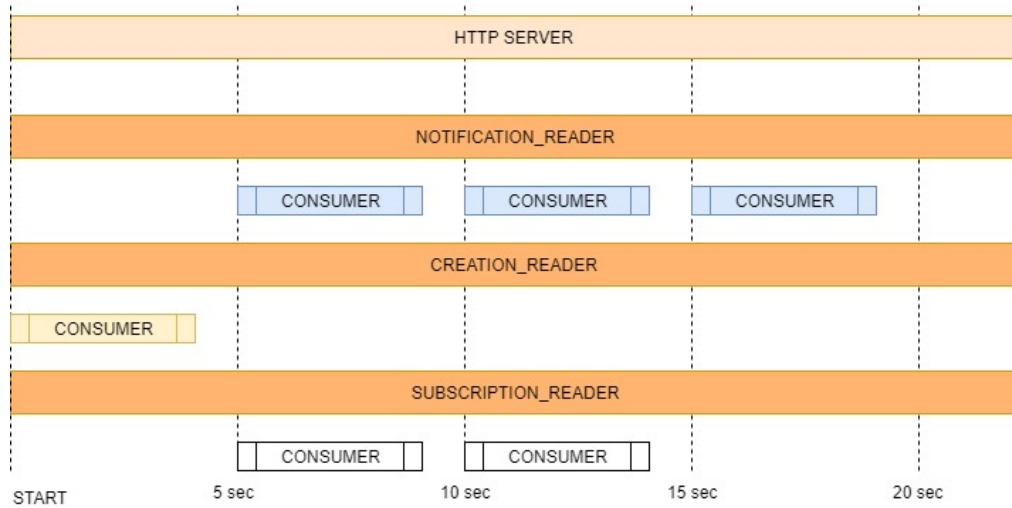 HTTP SERVER
NOTIFICATION_READER
CONSUMER CONSUMER CONSUMER
CREATION_READER
CONSUMER
SUBSCRIPTION_READER
CONSUMER CONSUMER
START 5 sec 10 sec 15 sec 20 sec